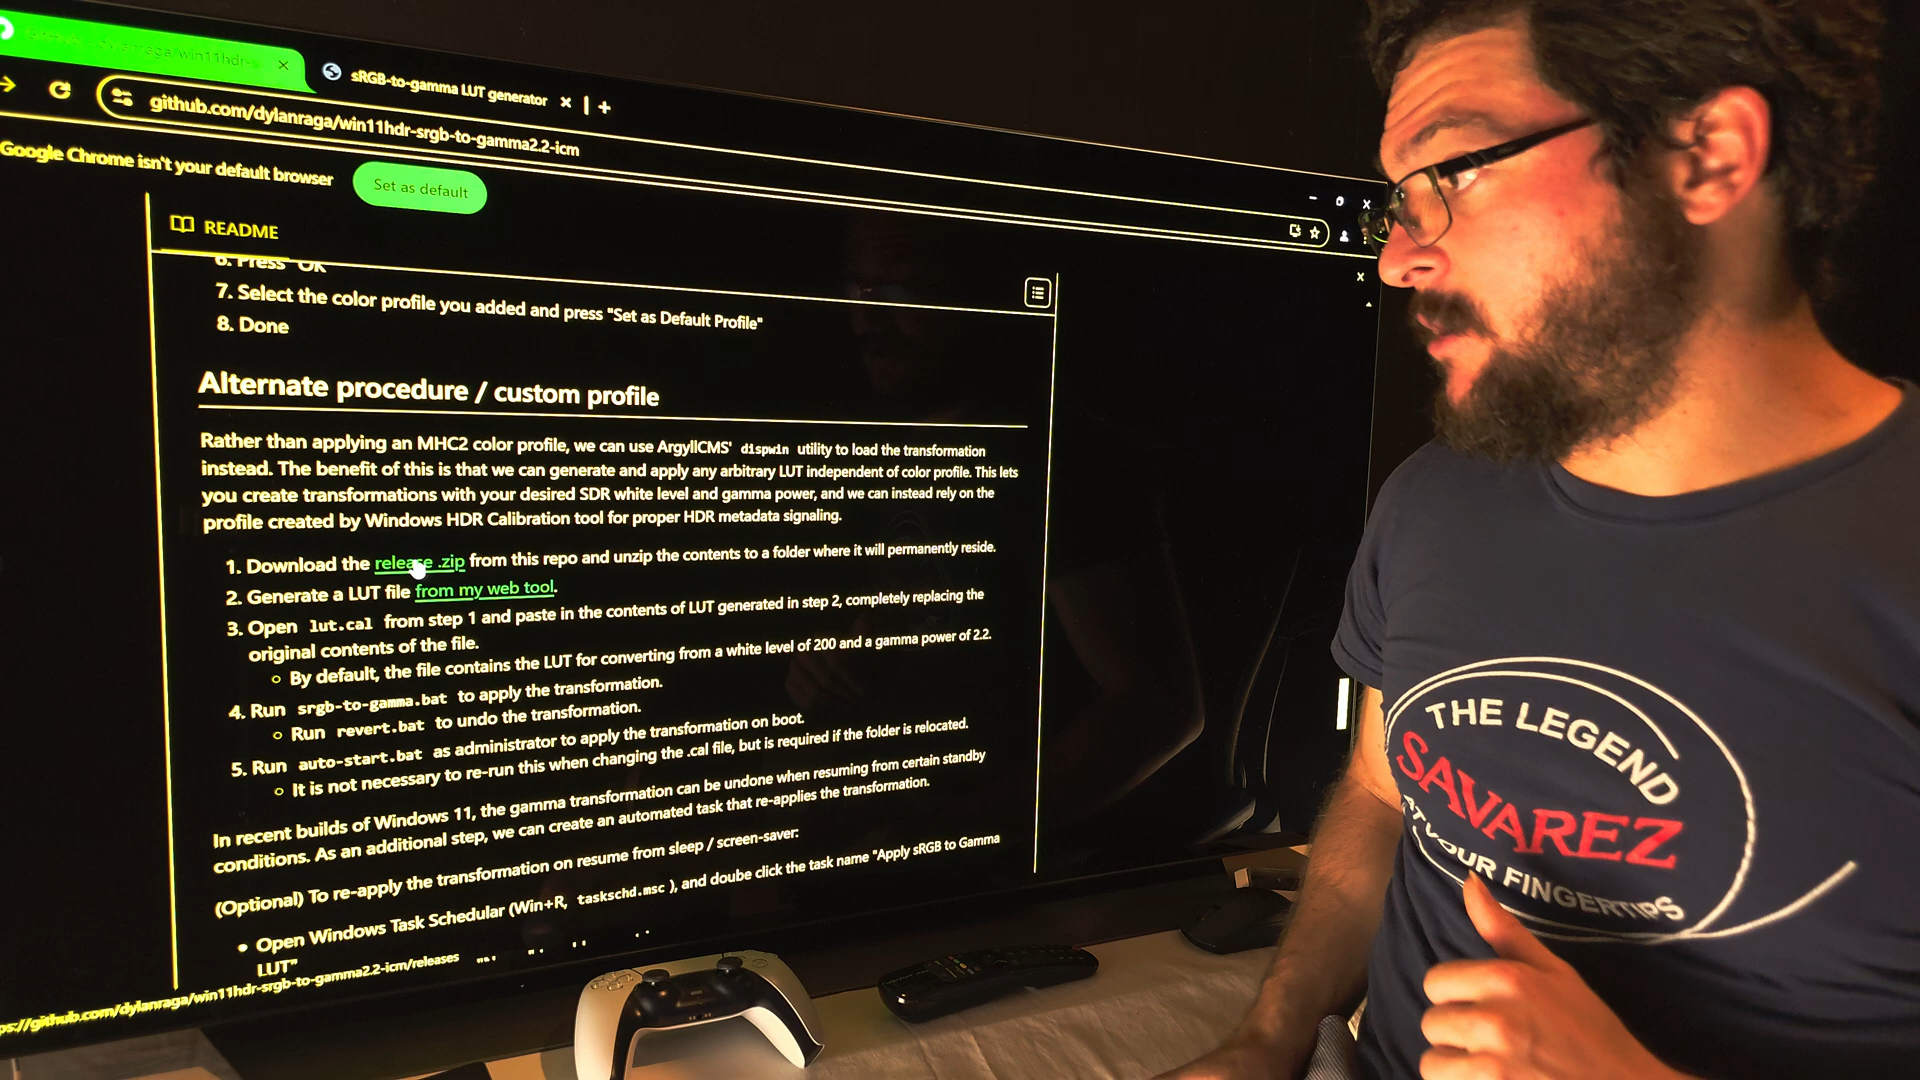 win11hdr-s
sRGB-to-gamma LUT generator
github.com/dylanraga/win11hdr-srgb-to-gamma2.2-icm
Google Chrome isn't your default browser
Set as default
README
6. Press "OK"
7. Select the color profile you added and press "Set as Default Profile"
8. Done
Alternate procedure / custom profile
Rather than applying an MHC2 color profile, we can use ArgyllCMS' dispwin utility to load the transformation
instead. The benefit of this is that we can generate and apply any arbitrary LUT independent of color profile. This lets
you create transformations with your desired SDR white level and gamma power, and we can instead rely on the
profile created by Windows HDR Calibration tool for proper HDR metadata signaling.
1. Download the release .zip from this repo and unzip the contents to a folder where it will permanently reside.
2. Generate a LUT file from my web tool.
3. Open lut.cal from step 1 and paste in the contents of LUT generated in step 2, completely replacing the
original contents of the file.
By default, the file contains the LUT for converting from a white level of 200 and a gamma power of 2.2.
4. Run srgb-to-gamma.bat to apply the transformation.
Run revert.bat to undo the transformation.
5. Run auto-start.bat as administrator to apply the transformation on boot.
It is not necessary to re-run this when changing the .cal file, but is required if the folder is relocated.
In recent builds of Windows 11, the gamma transformation can be undone when resuming from certain standby
conditions. As an additional step, we can create an automated task that re-applies the transformation.
(Optional) To re-apply the transformation on resume from sleep / screen-saver:
• Open Windows Task Schedular (Win+R, taskschd.msc ), and doube click the task name "Apply sRGB to Gamma
LUT"
ps://github.com/dylanraga/win11hdr-srgb-to-gamma2.2-icm/releases
THE LEGEND
SAVAREZ
AT YOUR FINGERTIPS